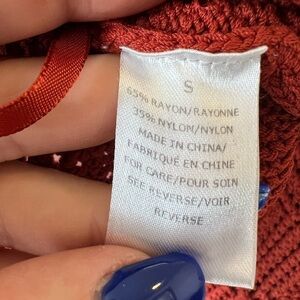 S
65% RAYON/RAYONNE
35% NYLON/NYLON
MADE IN CHINA/
FABRIQUÉ EN CHINE
FOR CARE/POUR SOIN
SEE REVERSE/VOIR
REVERSE